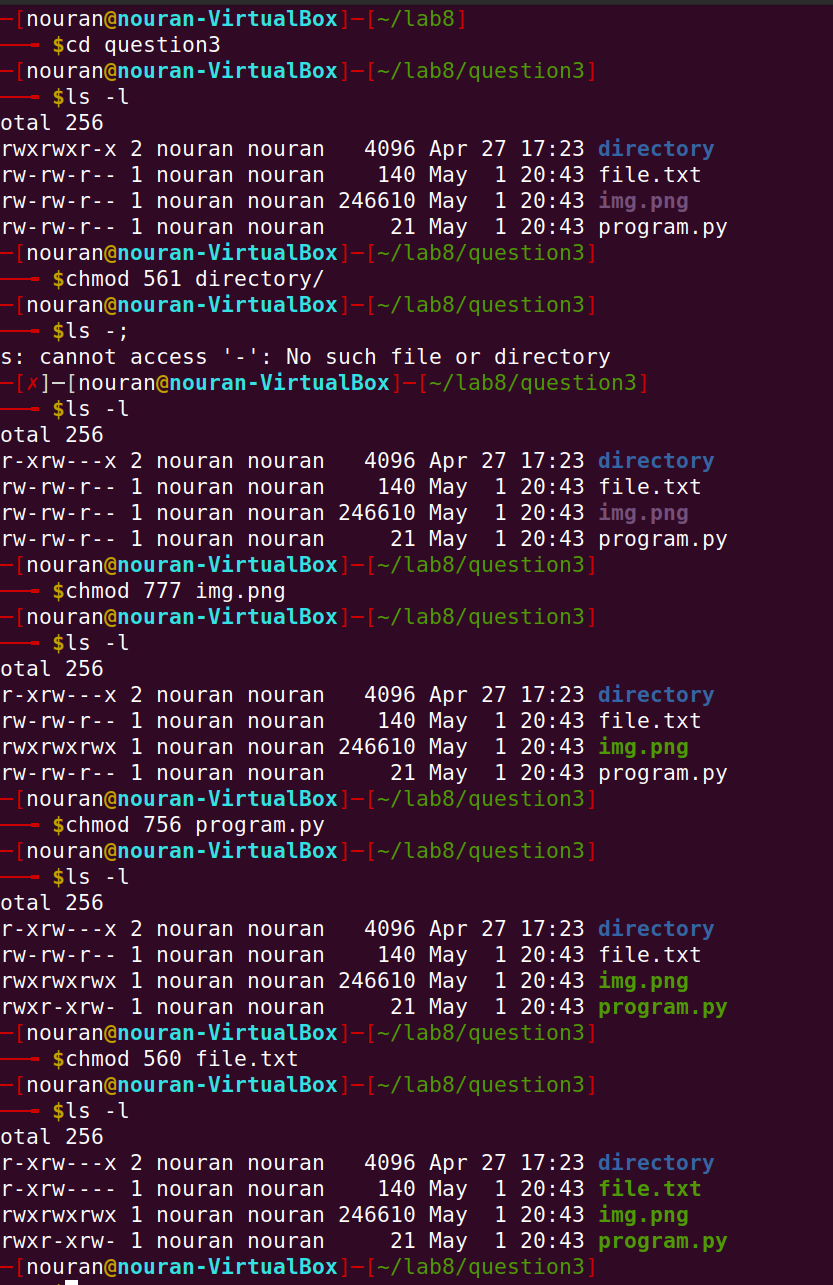 ─[nouran@nouran-VirtualBox]─[~/lab8]
──╼ $cd question3
─[nouran@nouran-VirtualBox]─[~/lab8/question3]
──╼ $ls -l
otal 256
rwxrwxr-x 2 nouran nouran   4096 Apr 27 17:23 directory
rw-rw-r-- 1 nouran nouran    140 May  1 20:43 file.txt
rw-rw-r-- 1 nouran nouran 246610 May  1 20:43 img.png
rw-rw-r-- 1 nouran nouran     21 May  1 20:43 program.py
─[nouran@nouran-VirtualBox]─[~/lab8/question3]
──╼ $chmod 561 directory/
─[nouran@nouran-VirtualBox]─[~/lab8/question3]
──╼ $ls -;
s: cannot access '-': No such file or directory
─[✗]─[nouran@nouran-VirtualBox]─[~/lab8/question3]
──╼ $ls -l
otal 256
r-xrw---x 2 nouran nouran   4096 Apr 27 17:23 directory
rw-rw-r-- 1 nouran nouran    140 May  1 20:43 file.txt
rw-rw-r-- 1 nouran nouran 246610 May  1 20:43 img.png
rw-rw-r-- 1 nouran nouran     21 May  1 20:43 program.py
─[nouran@nouran-VirtualBox]─[~/lab8/question3]
──╼ $chmod 777 img.png
─[nouran@nouran-VirtualBox]─[~/lab8/question3]
──╼ $ls -l
otal 256
r-xrw---x 2 nouran nouran   4096 Apr 27 17:23 directory
rw-rw-r-- 1 nouran nouran    140 May  1 20:43 file.txt
rwxrwxrwx 1 nouran nouran 246610 May  1 20:43 img.png
rw-rw-r-- 1 nouran nouran     21 May  1 20:43 program.py
─[nouran@nouran-VirtualBox]─[~/lab8/question3]
──╼ $chmod 756 program.py
─[nouran@nouran-VirtualBox]─[~/lab8/question3]
──╼ $ls -l
otal 256
r-xrw---x 2 nouran nouran   4096 Apr 27 17:23 directory
rw-rw-r-- 1 nouran nouran    140 May  1 20:43 file.txt
rwxrwxrwx 1 nouran nouran 246610 May  1 20:43 img.png
rwxr-xrw- 1 nouran nouran     21 May  1 20:43 program.py
─[nouran@nouran-VirtualBox]─[~/lab8/question3]
──╼ $chmod 560 file.txt
─[nouran@nouran-VirtualBox]─[~/lab8/question3]
──╼ $ls -l
otal 256
r-xrw---x 2 nouran nouran   4096 Apr 27 17:23 directory
r-xrw---- 1 nouran nouran    140 May  1 20:43 file.txt
rwxrwxrwx 1 nouran nouran 246610 May  1 20:43 img.png
rwxr-xrw- 1 nouran nouran     21 May  1 20:43 program.py
─[nouran@nouran-VirtualBox]─[~/lab8/question3]
$